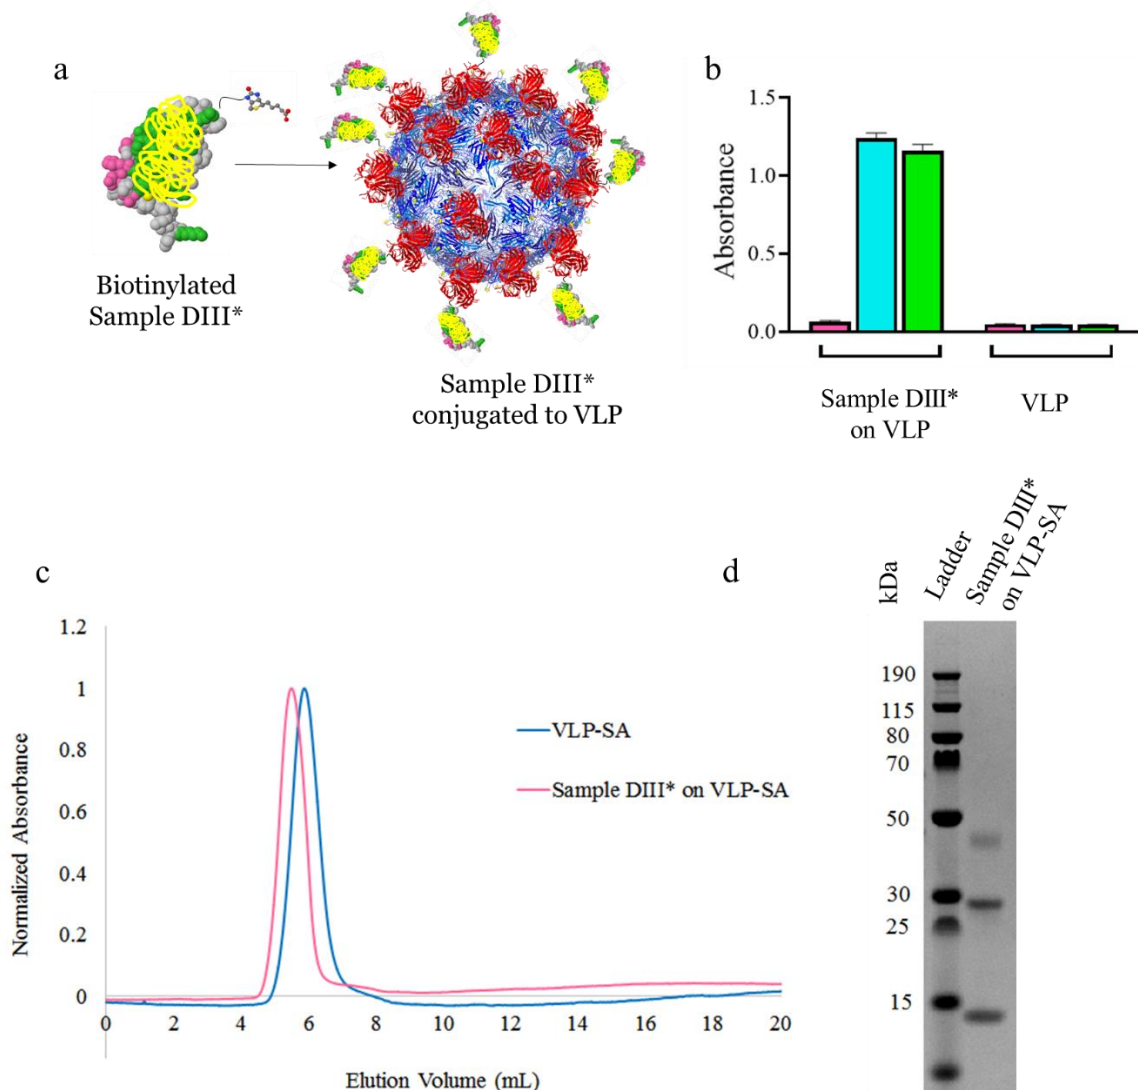 a
Biotinylated
Sample DIII*
Sample DIII*
conjugated to VLP
b
Absorbance
1.5
1.0
0.5
0.0
Sample DIII*
on VLP
VLP
c
Normalized Absorbance
1.2
1
0.8
0.6
0.4
0.2
0
0 2 4 6 8 10 12 14 16 18 20
Elution Volume (mL)
VLP-SA
Sample DIII* on VLP-SA
d
kDa
Ladder
Sample DIII*
on VLP-SA
190
115
80
70
50
30
25
15